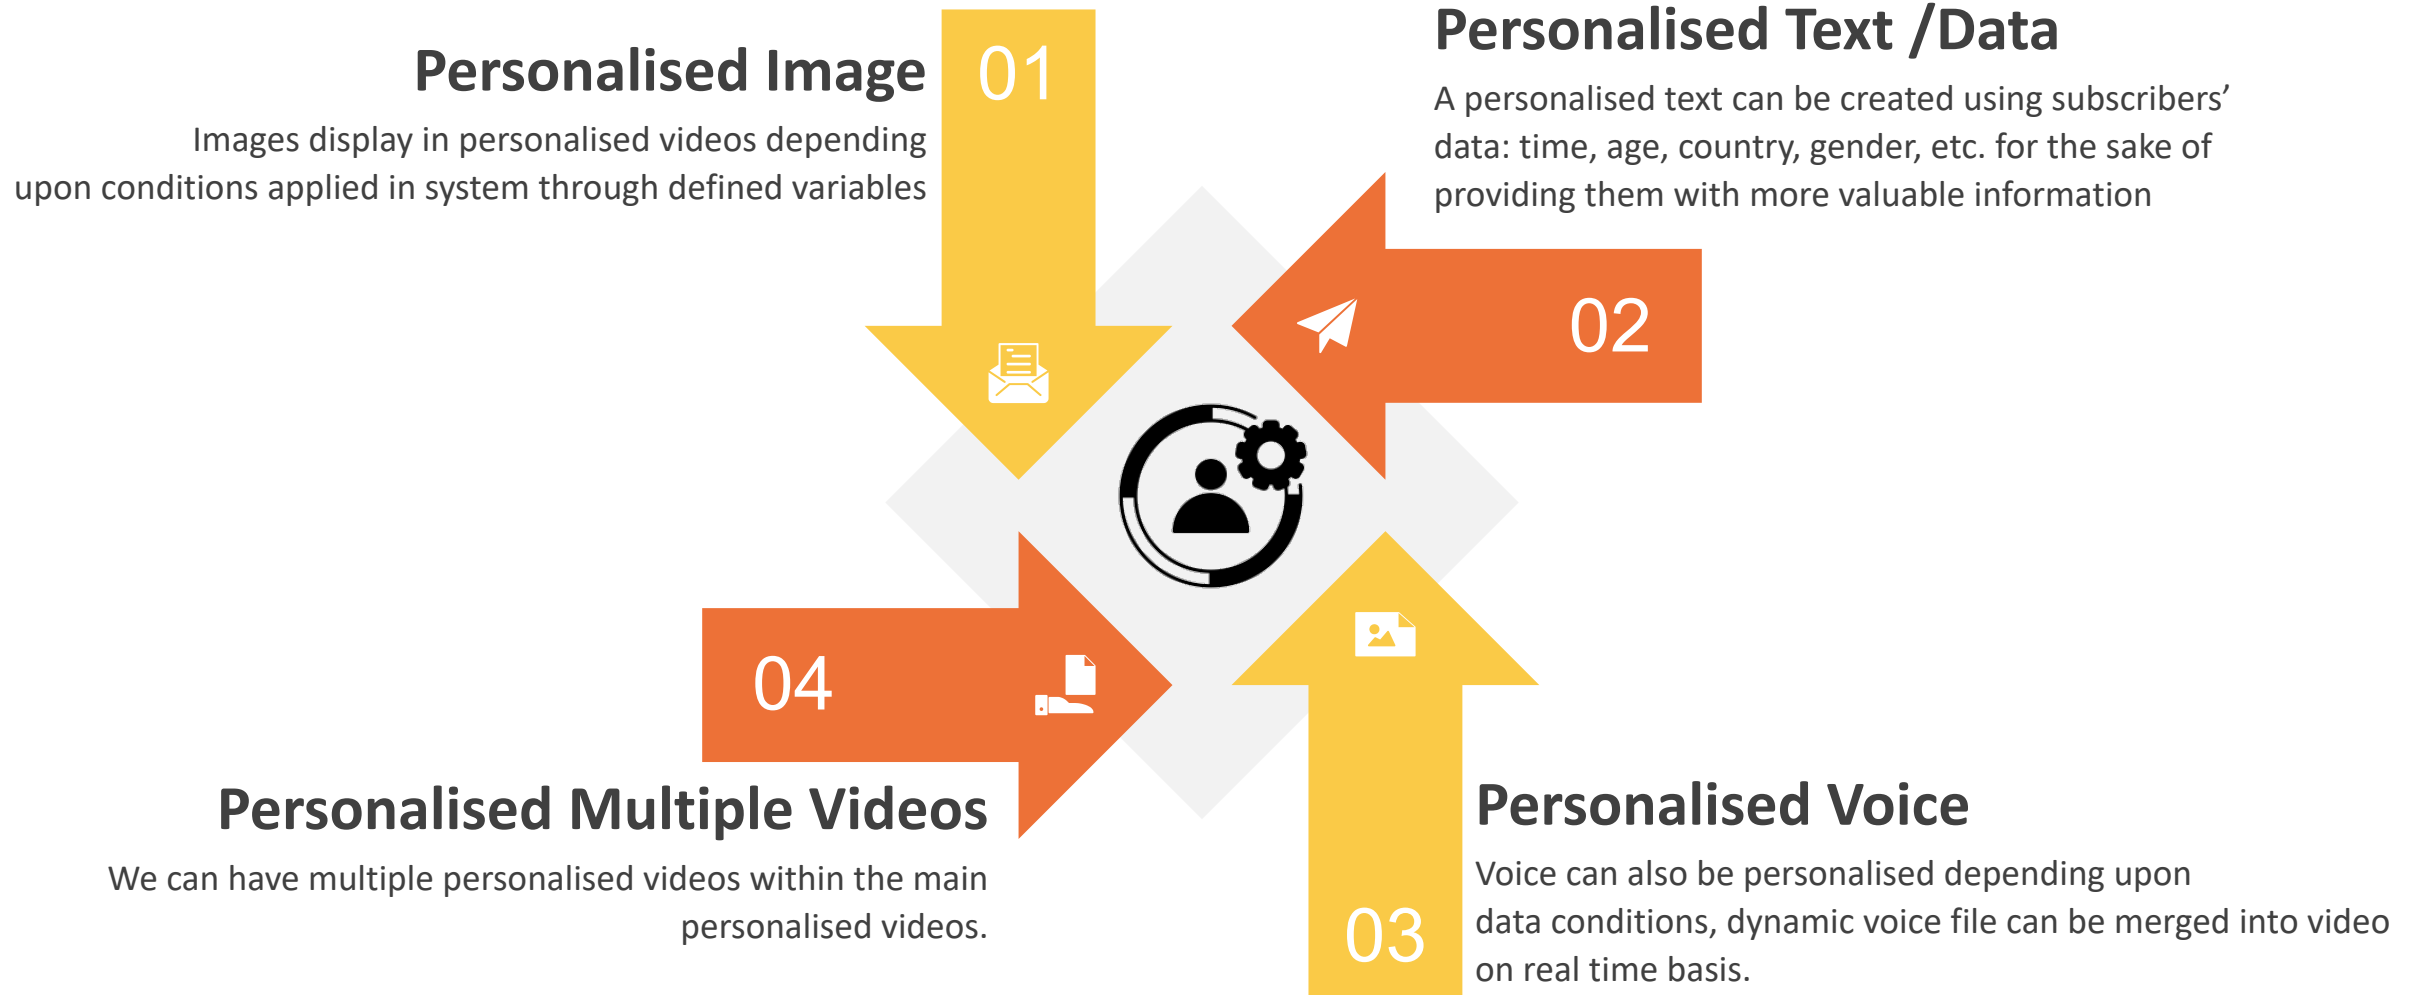 01
Personalised Image
Images display in personalised videos depending
upon conditions applied in system through defined variables
Personalised Text /Data
A personalised text can be created using subscribers’
data: time, age, country, gender, etc. for the sake of
providing them with more valuable information
02
04
Personalised Multiple Videos
We can have multiple personalised videos within the main
personalised videos.
Personalised Voice
Voice can also be personalised depending upon
data conditions, dynamic voice file can be merged into video
on real time basis.
03